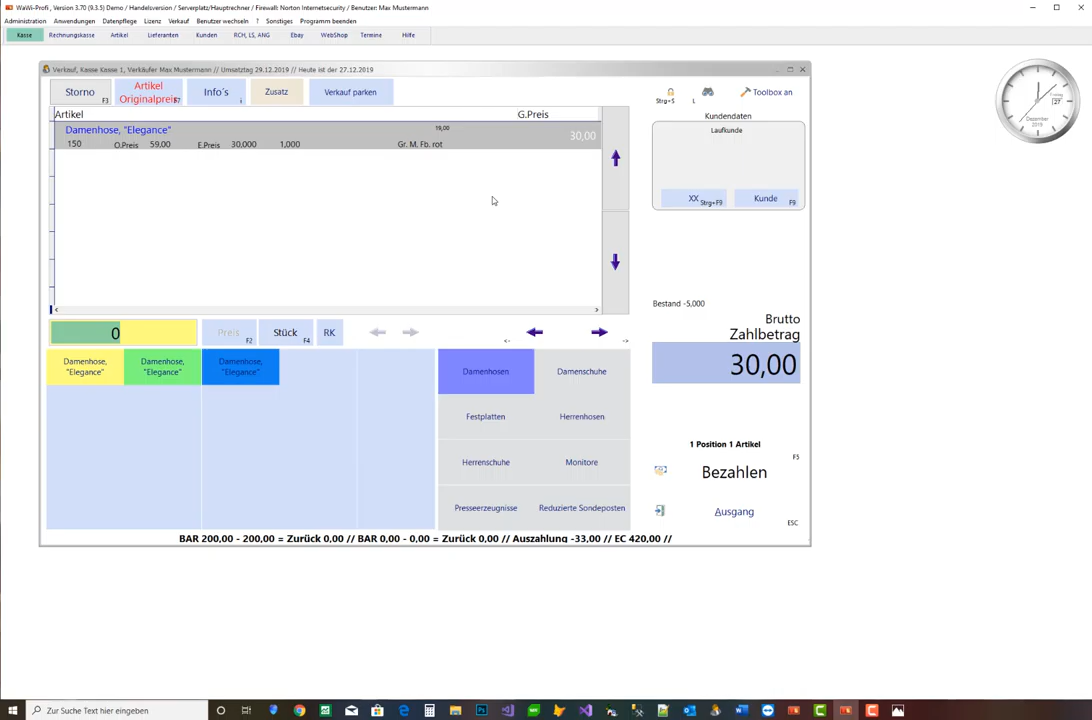 WaWi-Profi , Version 3.70 (9.3.5) Demo / Handelsversion / Serverplatz/Hauptrechner / Firewall: Norton Internetsecurity / Benutzer: Max Mustermann
Administration Anwendungen Datenpflege Lizenz Verkauf Benutzer wechseln ? Sonstiges Programm beenden
Kasse Rechnungskasse Artikel Lieferanten Kunden RCH, LS, ANG Ebay WebShop Termine Hilfe
Verkauf, Kasse Kasse 1, Verkäufer Max Mustermann // Umsatztag 29.12.2019 // Heute ist der 27.12.2019
Storno F3
Artikel
Originalpreis F7
Info´s i
Zusatz
Verkauf parken
Strg+S
L
Toolbox an
Artikel G.Preis
Damenhose, "Elegance" 19,00 30,00
150 O.Preis 59,00 E.Preis 30,000 1,000 Gr. M. Fb. rot
Kundendaten
Laufkunde
XX Strg+F9
Kunde F9
27
Dezember
2019
Bestand -5,000
Brutto
Zahlbetrag
30,00
0
Preis F2
Stück F4
RK
<-
->
Damenhose,
"Elegance"
Damenhose,
"Elegance"
Damenhose,
"Elegance"
Damenhosen Damenschuhe
Festplatten Herrenhosen
Herrenschuhe Monitore
Presseerzeugnisse Reduzierte Sondeposten
1 Position 1 Artikel
F5
Bezahlen
Ausgang
ESC
BAR 200,00 - 200,00 = Zurück 0,00 // BAR 0,00 - 0,00 = Zurück 0,00 // Auszahlung -33,00 // EC 420,00 //
Zur Suche Text hier eingeben